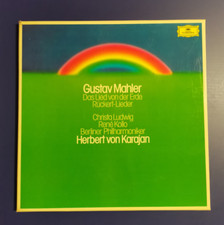 Gustav Mahler
Das Lied von der Erde
Rückert-Lieder
Christa Ludwig
René Kollo
Berliner Philharmoniker
Herbert von Karajan